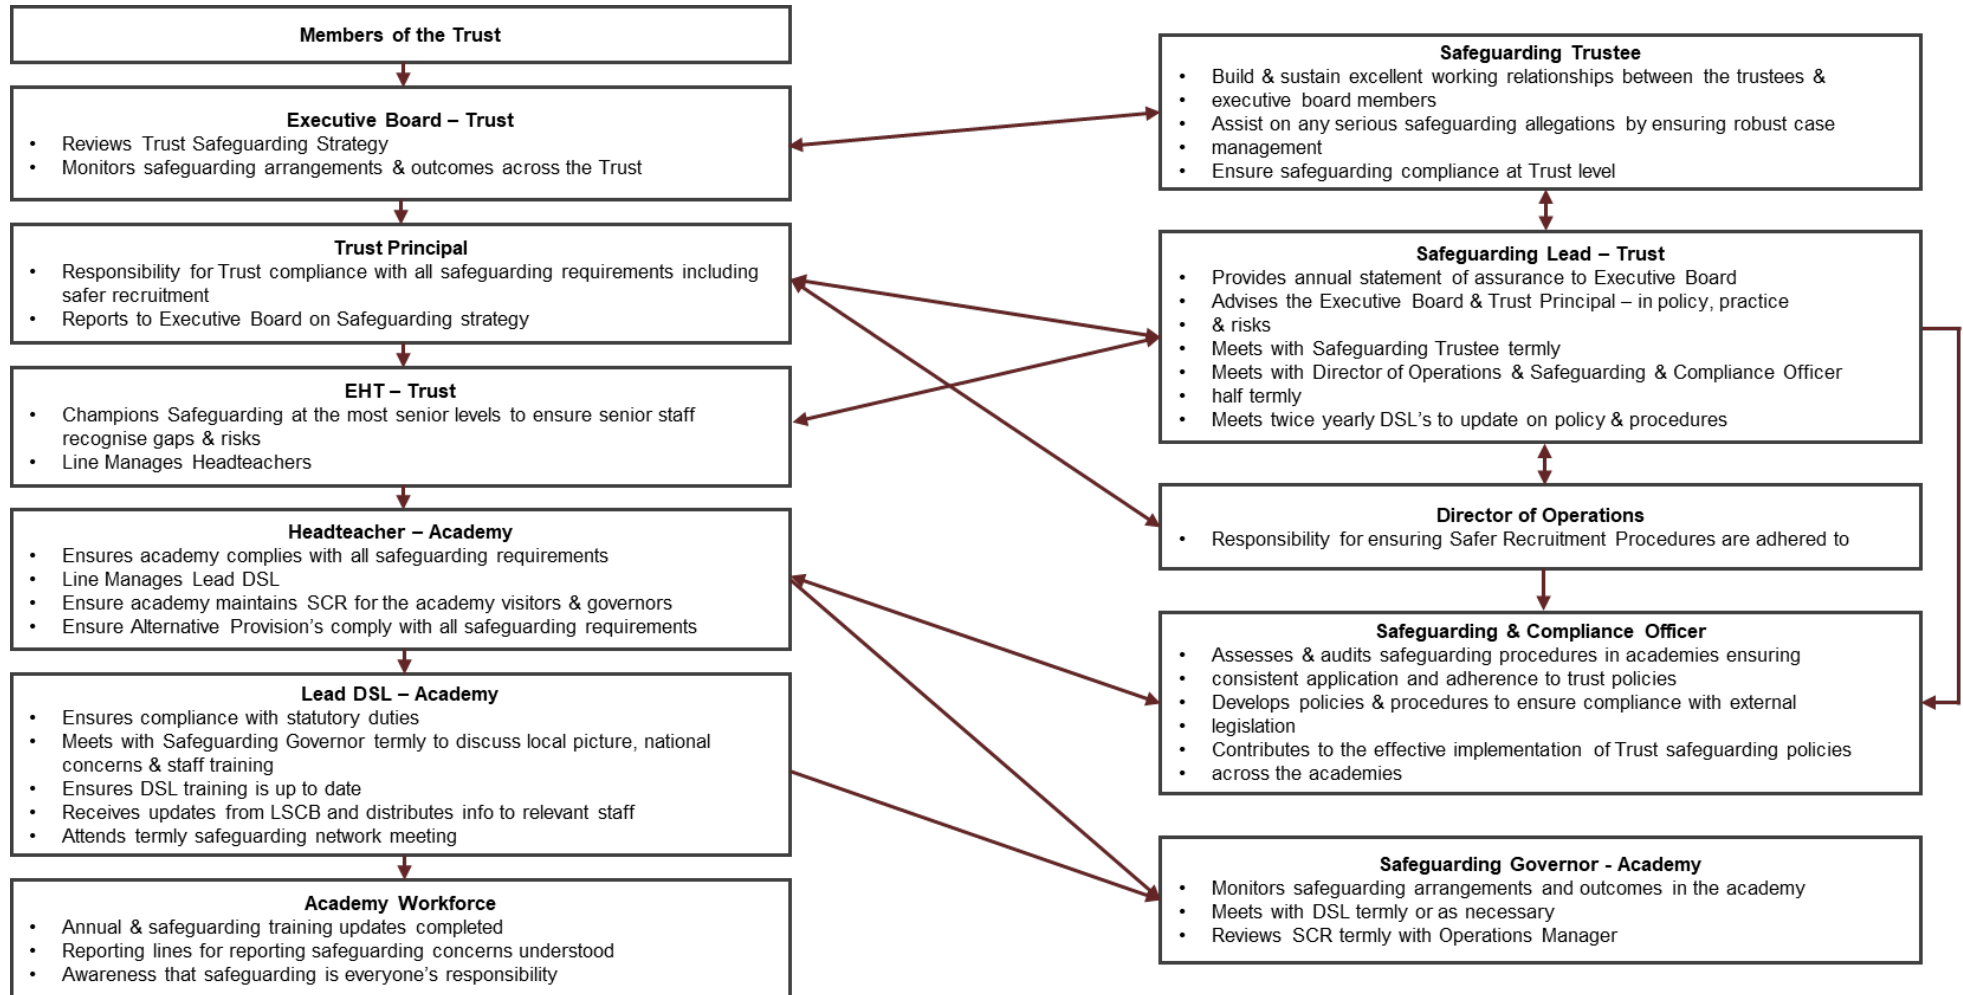 Members of the Trust
Executive Board – Trust
• Reviews Trust Safeguarding Strategy
• Monitors safeguarding arrangements & outcomes across the Trust
Trust Principal
• Responsibility for Trust compliance with all safeguarding requirements including
safer recruitment
• Reports to Executive Board on Safeguarding strategy
EHT – Trust
• Champions Safeguarding at the most senior levels to ensure senior staff
recognise gaps & risks
• Line Manages Headteachers
Headteacher – Academy
• Ensures academy complies with all safeguarding requirements
• Line Manages Lead DSL
• Ensure academy maintains SCR for the academy visitors & governors
• Ensure Alternative Provision's comply with all safeguarding requirements
Lead DSL – Academy
• Ensures compliance with statutory duties
• Meets with Safeguarding Governor termly to discuss local picture, national
concerns & staff training
• Ensures DSL training is up to date
• Receives updates from LSCB and distributes info to relevant staff
• Attends termly safeguarding network meeting
Academy Workforce
• Annual & safeguarding training updates completed
• Reporting lines for reporting safeguarding concerns understood
• Awareness that safeguarding is everyone's responsibility
Safeguarding Trustee
• Build & sustain excellent working relationships between the trustees &
• executive board members
• Assist on any serious safeguarding allegations by ensuring robust case
• management
• Ensure safeguarding compliance at Trust level
Safeguarding Lead – Trust
• Provides annual statement of assurance to Executive Board
• Advises the Executive Board & Trust Principal – in policy, practice
• & risks
• Meets with Safeguarding Trustee termly
• Meets with Director of Operations & Safeguarding & Compliance Officer
• half termly
• Meets twice yearly DSL's to update on policy & procedures
Director of Operations
• Responsibility for ensuring Safer Recruitment Procedures are adhered to
Safeguarding & Compliance Officer
• Assesses & audits safeguarding procedures in academies ensuring
• consistent application and adherence to trust policies
• Develops policies & procedures to ensure compliance with external
• legislation
• Contributes to the effective implementation of Trust safeguarding policies
• across the academies
Safeguarding Governor - Academy
• Monitors safeguarding arrangements and outcomes in the academy
• Meets with DSL termly or as necessary
• Reviews SCR termly with Operations Manager